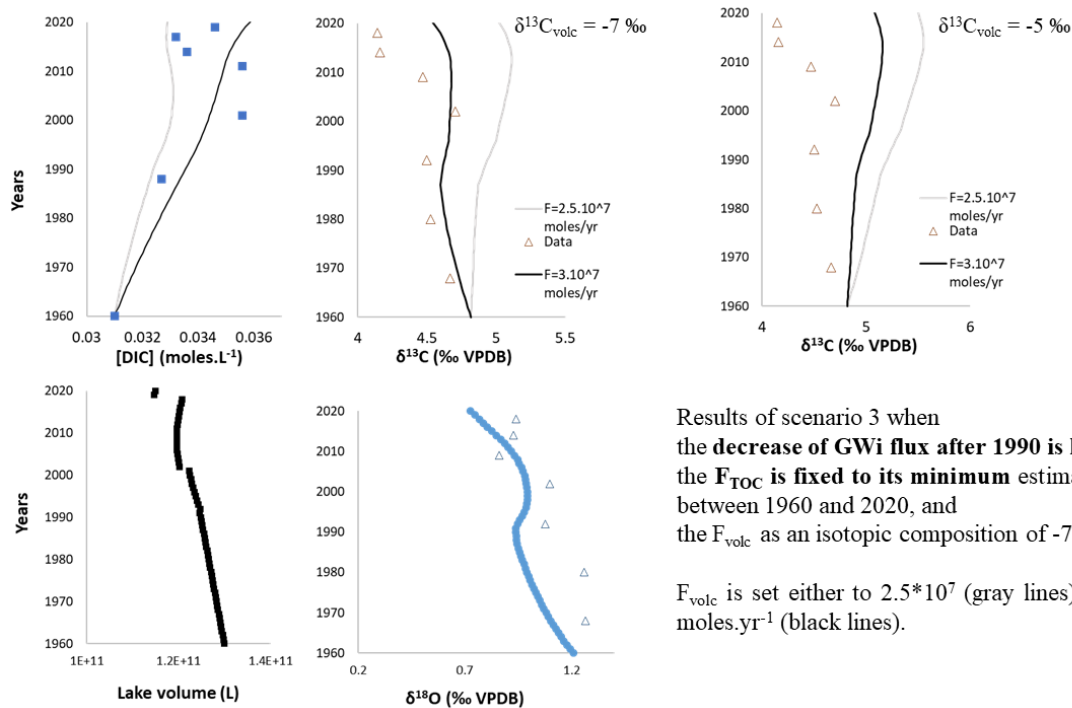 2020
2010
2000
1990
1980
1970
1960
Years
0.03
0.032
0.034
0.036
[DIC] (moles.L⁻¹)
2020
2010
2000
1990
1980
1970
1960
4
4.5
5
5.5
δ¹³C (‰ VPDB)
δ¹³Cvolc = -7 ‰
F=2.5.10^7
moles/yr
Data
F=3.10^7
moles/yr
2020
2010
2000
1990
1980
1970
1960
4
5
6
δ¹³C (‰ VPDB)
δ¹³Cvolc = -5 ‰
F=2.5.10^7
moles/yr
Data
F=3.10^7
moles/yr
2020
2010
2000
1990
1980
1970
1960
Years
1E+11
1.2E+11
1.4E+11
Lake volume (L)
2020
2010
2000
1990
1980
1970
1960
0.2
0.7
1.2
δ¹⁸O (‰ VPDB)
Results of scenario 3 when
the decrease of GWi flux after 1990 is
the FTOC is fixed to its minimum
between 1960 and 2020, and
the Fvolc as an isotopic composition of -7
Fvolc is set either to 2.5*10⁷ (gray lines)
moles.yr⁻¹ (black lines).